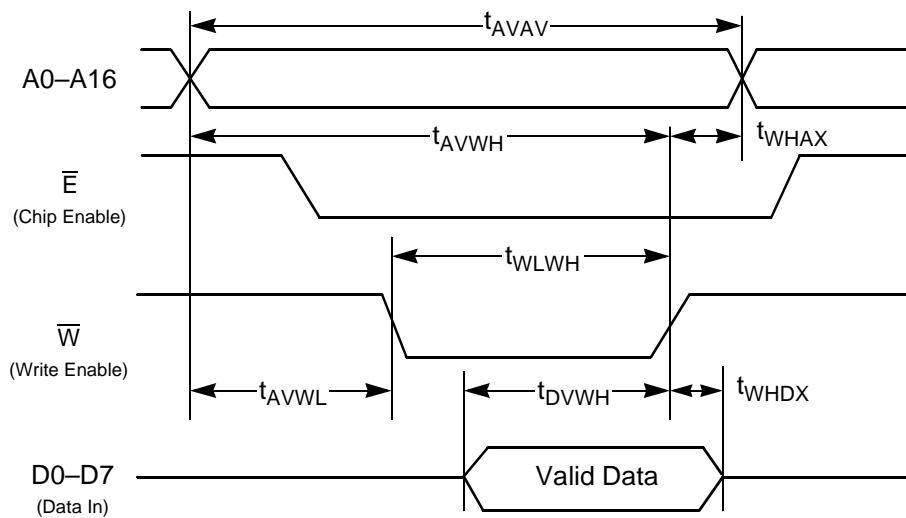 tAVAV
A0–A16
tAVWH
tWHAX
E
(Chip Enable)
tWLWH
W
(Write Enable)
tAVWL
tDVWH
tWHDX
D0–D7
Valid Data
(Data In)